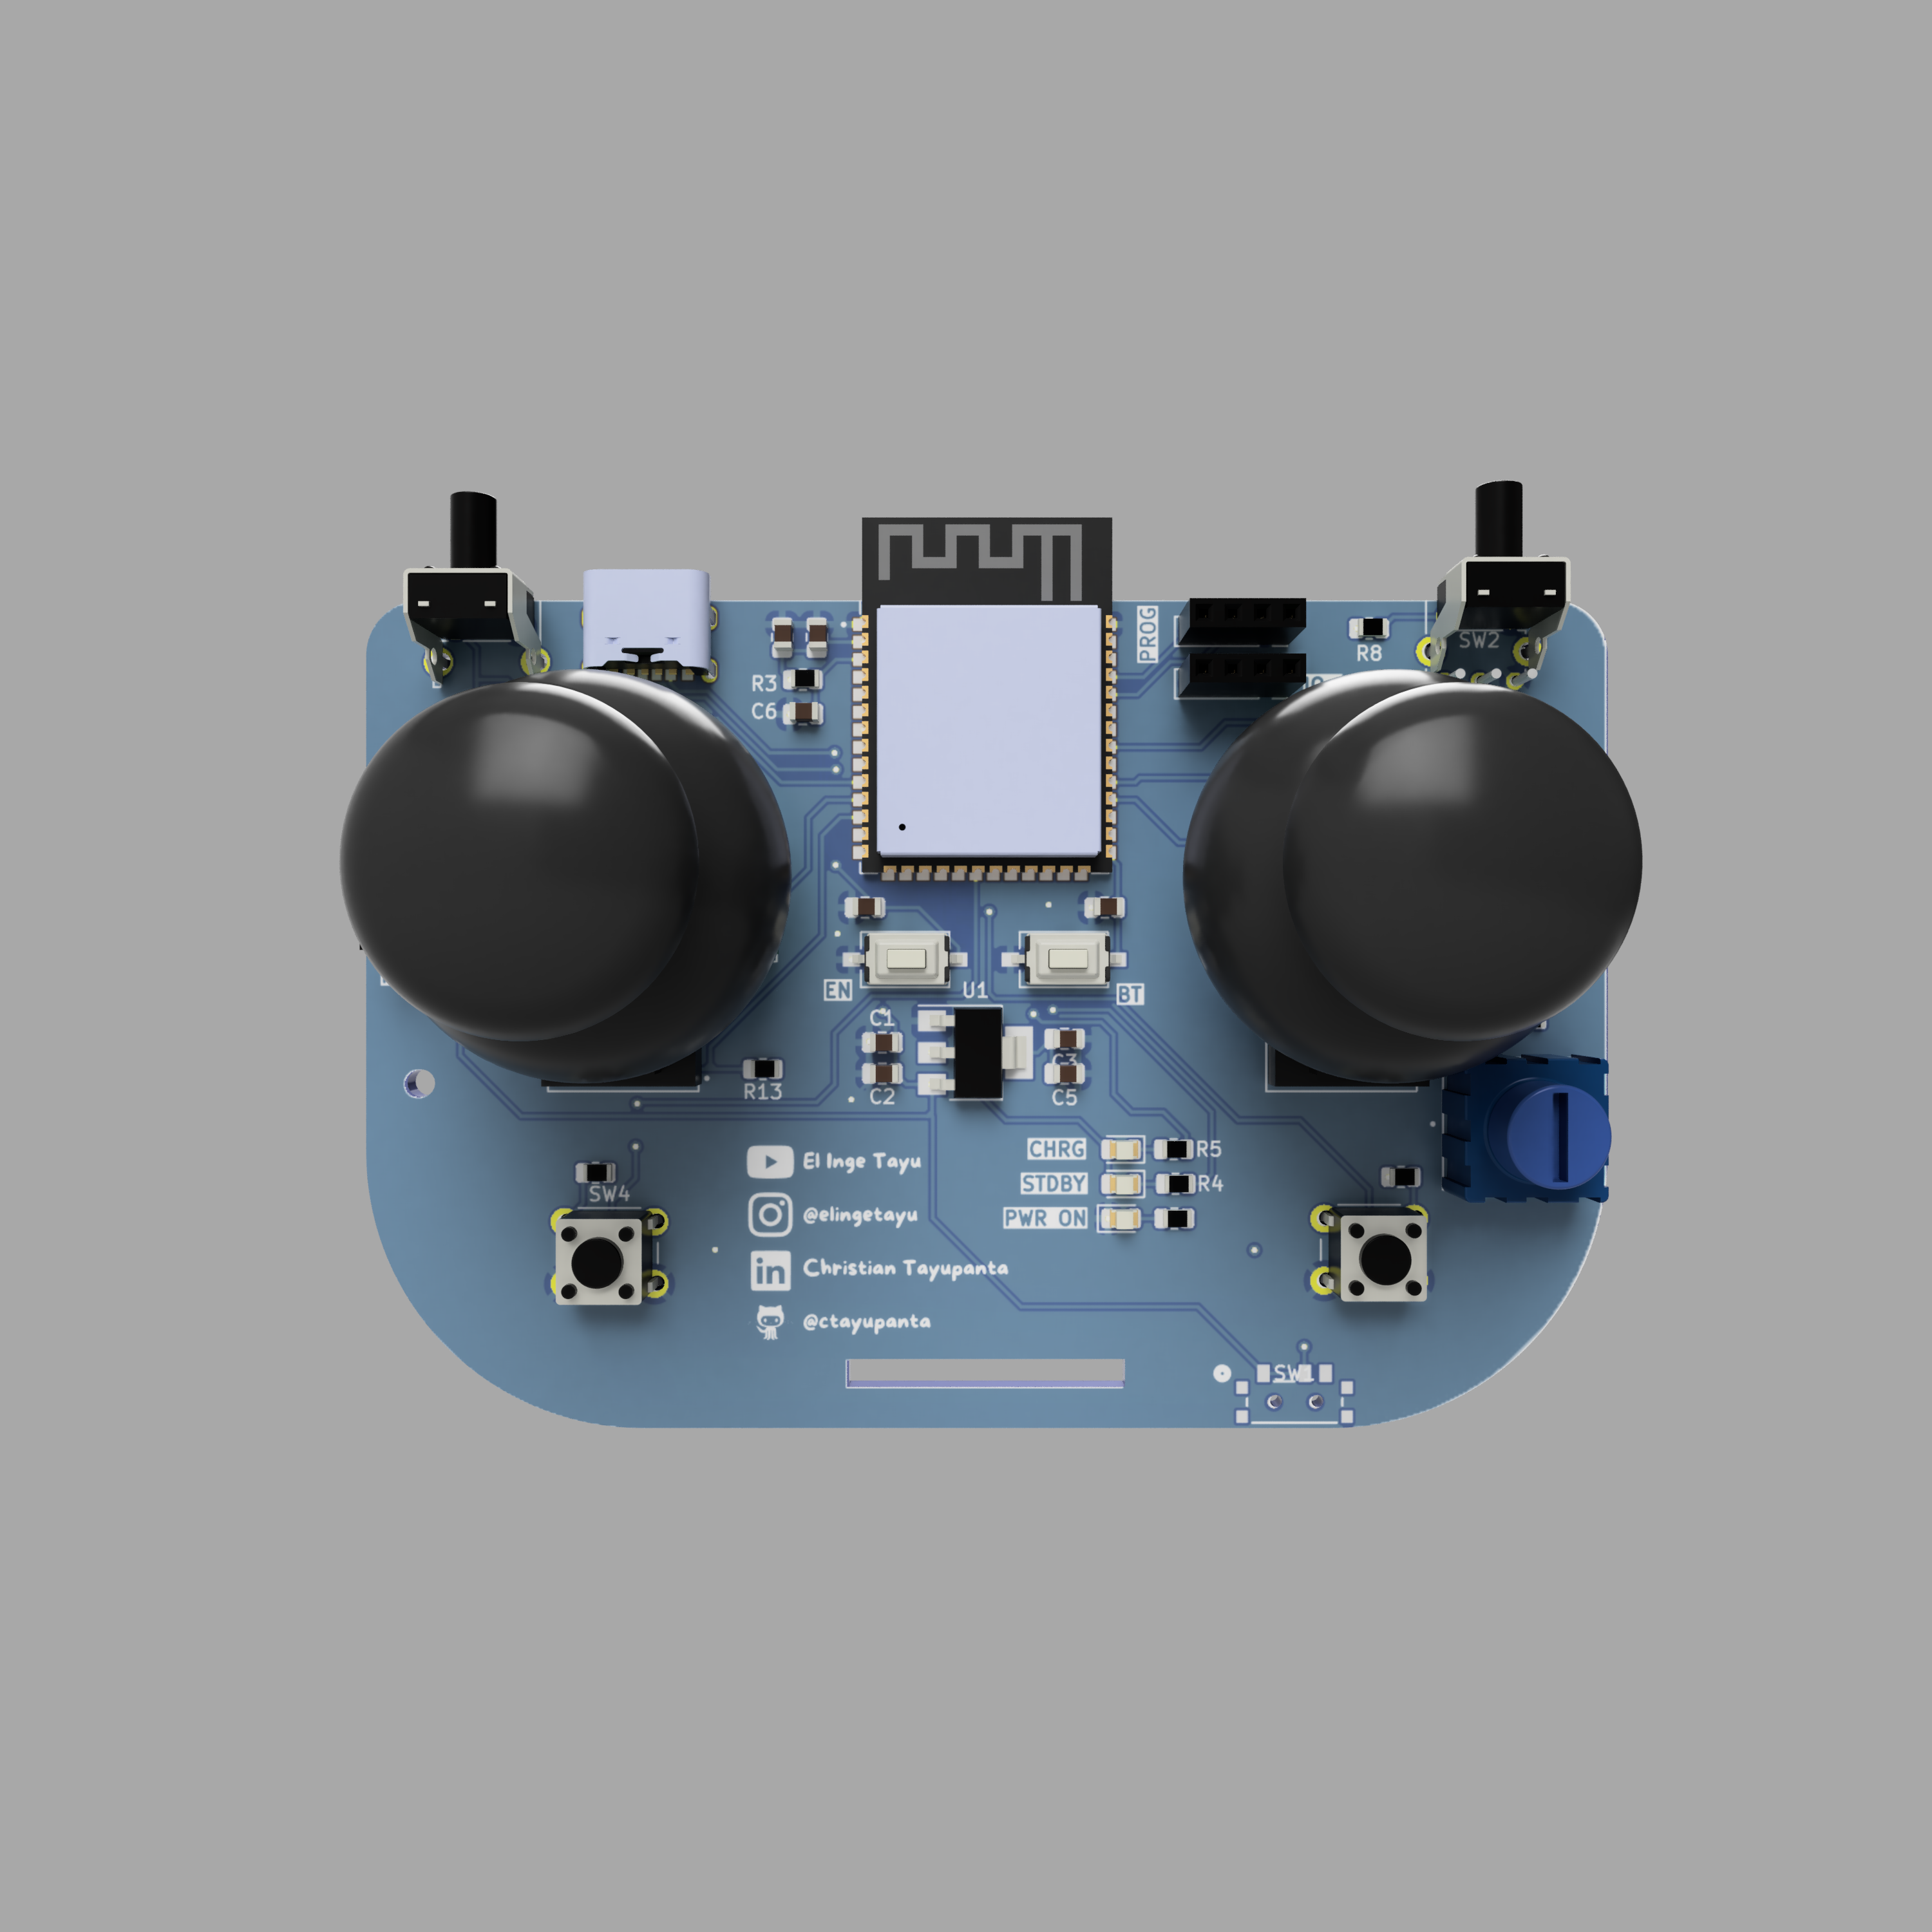 PROG
SW2
R8
R3
C6
EN
U1
BT
C1
C3
C2
C5
R13
CHRG
R5
STDBY
R4
PWR ON
El Inge Tayu
@elingetayu
in
Christian Tayupanta
@ctayupanta
SW4
SW1